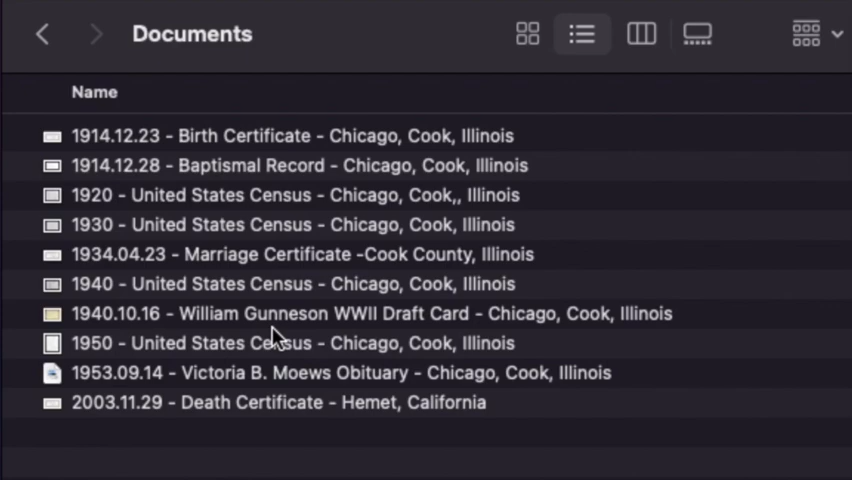 Documents
Name
1914.12.23 - Birth Certificate - Chicago, Cook, Illinois
1914.12.28 - Baptismal Record - Chicago, Cook, Illinois
1920 - United States Census - Chicago, Cook,, Illinois
1930 - United States Census - Chicago, Cook, Illinois
1934.04.23 - Marriage Certificate -Cook County, Illinois
1940 - United States Census - Chicago, Cook, Illinois
1940.10.16 - William Gunneson WWII Draft Card - Chicago, Cook, Illinois
1950 - United States Census - Chicago, Cook, Illinois
1953.09.14 - Victoria B. Moews Obituary - Chicago, Cook, Illinois
2003.11.29 - Death Certificate - Hemet, California